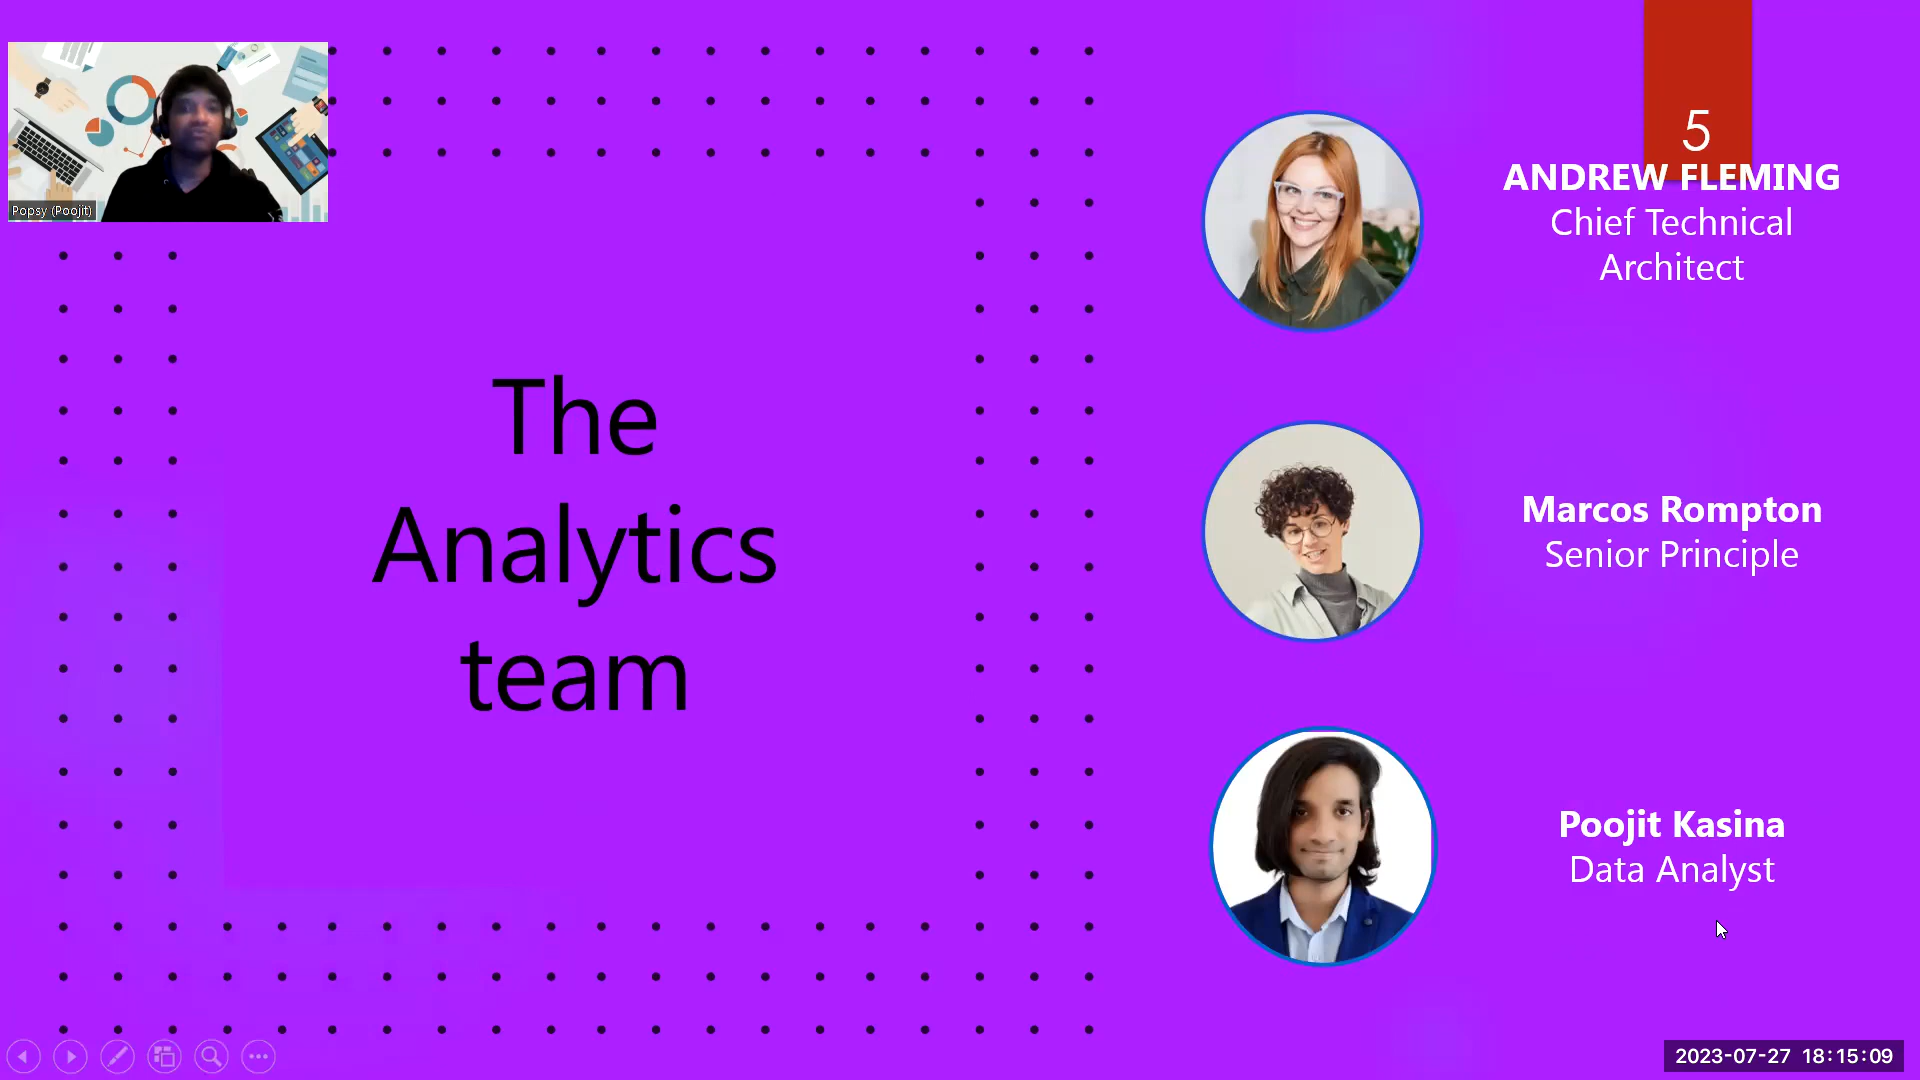 Popsy (Poojit)
The
Analytics
team
5
ANDREW FLEMING
Chief Technical
Architect
Marcos Rompton
Senior Principle
Poojit Kasina
Data Analyst
2023-07-27 18:15:09